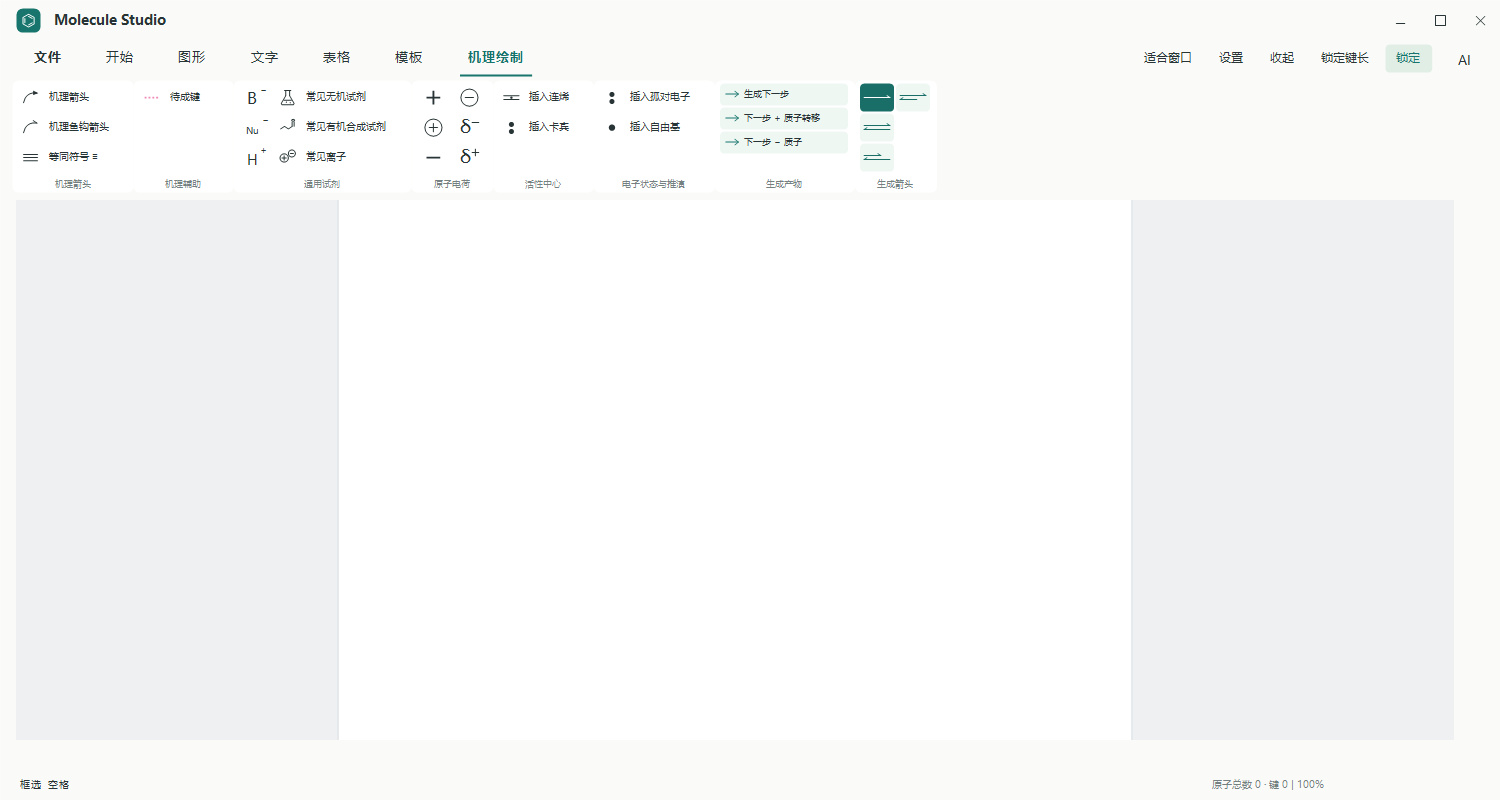 Molecule Studio
文件 开始 图形 文字 表格 模板 机理绘制 适合窗口 设置 收起 锁定键长 锁定 AI
机理箭头 待成键 B⁻ 常见无机试剂 + ⊖ 插入连烯 插入孤对电子 生成下一步
下一步 + 质子转移
机理鱼钩箭头 Nu⁻ 常见有机合成试剂 ⊕ δ⁻ 插入卡宾 插入自由基
下一步 − 质子
等同符号 ≡ H⁺ 常见离子 − δ⁺
机理箭头 机理辅助 通用试剂 原子电荷 活性中心 电子状态与推演 生成产物 生成箭头
框选 空格 原子总数 0 · 键 0 | 100%